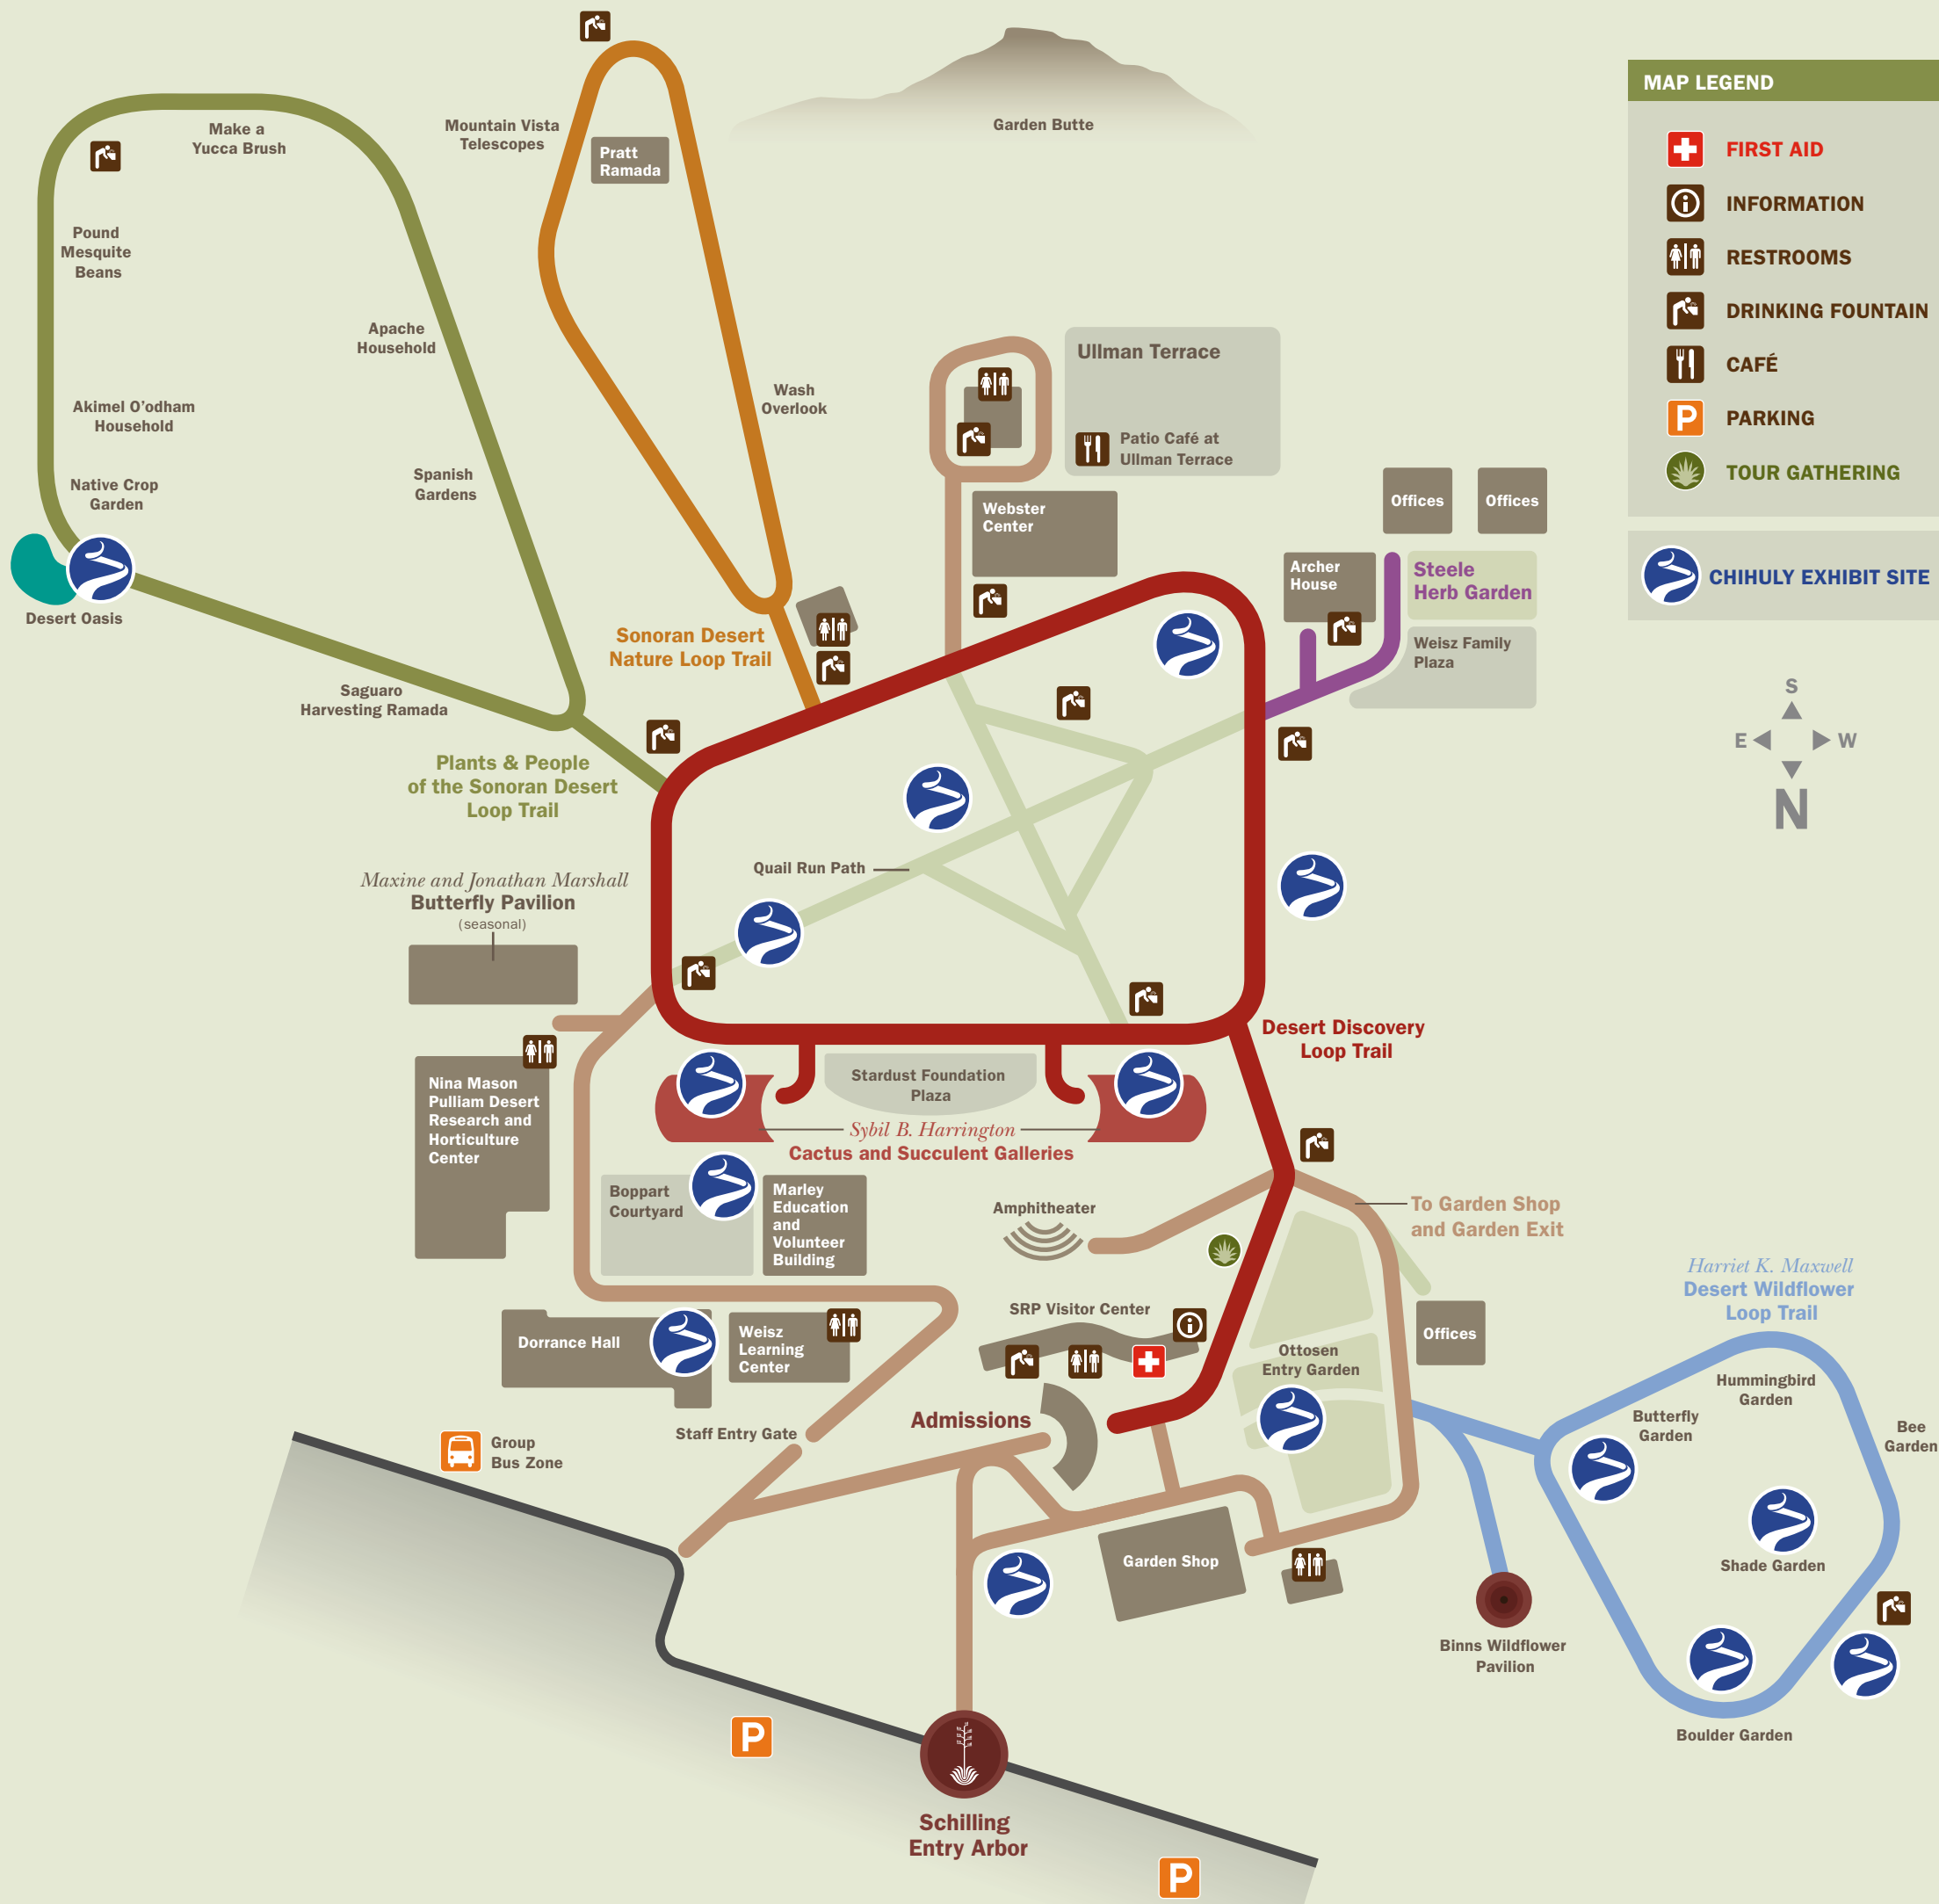 Garden Butte
Make a
Yucca Brush
Mountain Vista
Telescopes
Pratt
Ramada
Pound
Mesquite
Beans
Apache
Household
Akimel O'odham
Household
Wash
Overlook
Native Crop
Garden
Spanish
Gardens
Desert Oasis
Saguaro
Harvesting Ramada
Sonoran Desert
Nature Loop Trail
Plants & People
of the Sonoran Desert
Loop Trail
Ullman Terrace
Patio Café at
Ullman Terrace
Webster
Center
Offices
Offices
Archer
House
Steele
Herb Garden
Weisz Family
Plaza
MAP LEGEND
FIRST AID
INFORMATION
RESTROOMS
DRINKING FOUNTAIN
CAFÉ
P
PARKING
TOUR GATHERING
CHIHULY EXHIBIT SITE
S
E
W
N
Quail Run Path
Maxine and Jonathan Marshall
Butterfly Pavilion
(seasonal)
Nina Mason
Pulliam Desert
Research and
Horticulture
Center
Desert Discovery
Loop Trail
Stardust Foundation
Plaza
Sybil B. Harrington
Cactus and Succulent Galleries
Boppart
Courtyard
Marley
Education
and
Volunteer
Building
Amphitheater
To Garden Shop
and Garden Exit
Dorrance Hall
Weisz
Learning
Center
SRP Visitor Center
Ottosen
Entry Garden
Offices
Harriet K. Maxwell
Desert Wildflower
Loop Trail
Hummingbird
Garden
Butterfly
Garden
Bee
Garden
Shade Garden
Boulder Garden
Binns Wildflower
Pavilion
Admissions
Staff Entry Gate
Group
Bus Zone
Garden Shop
P
Schilling
Entry Arbor
P